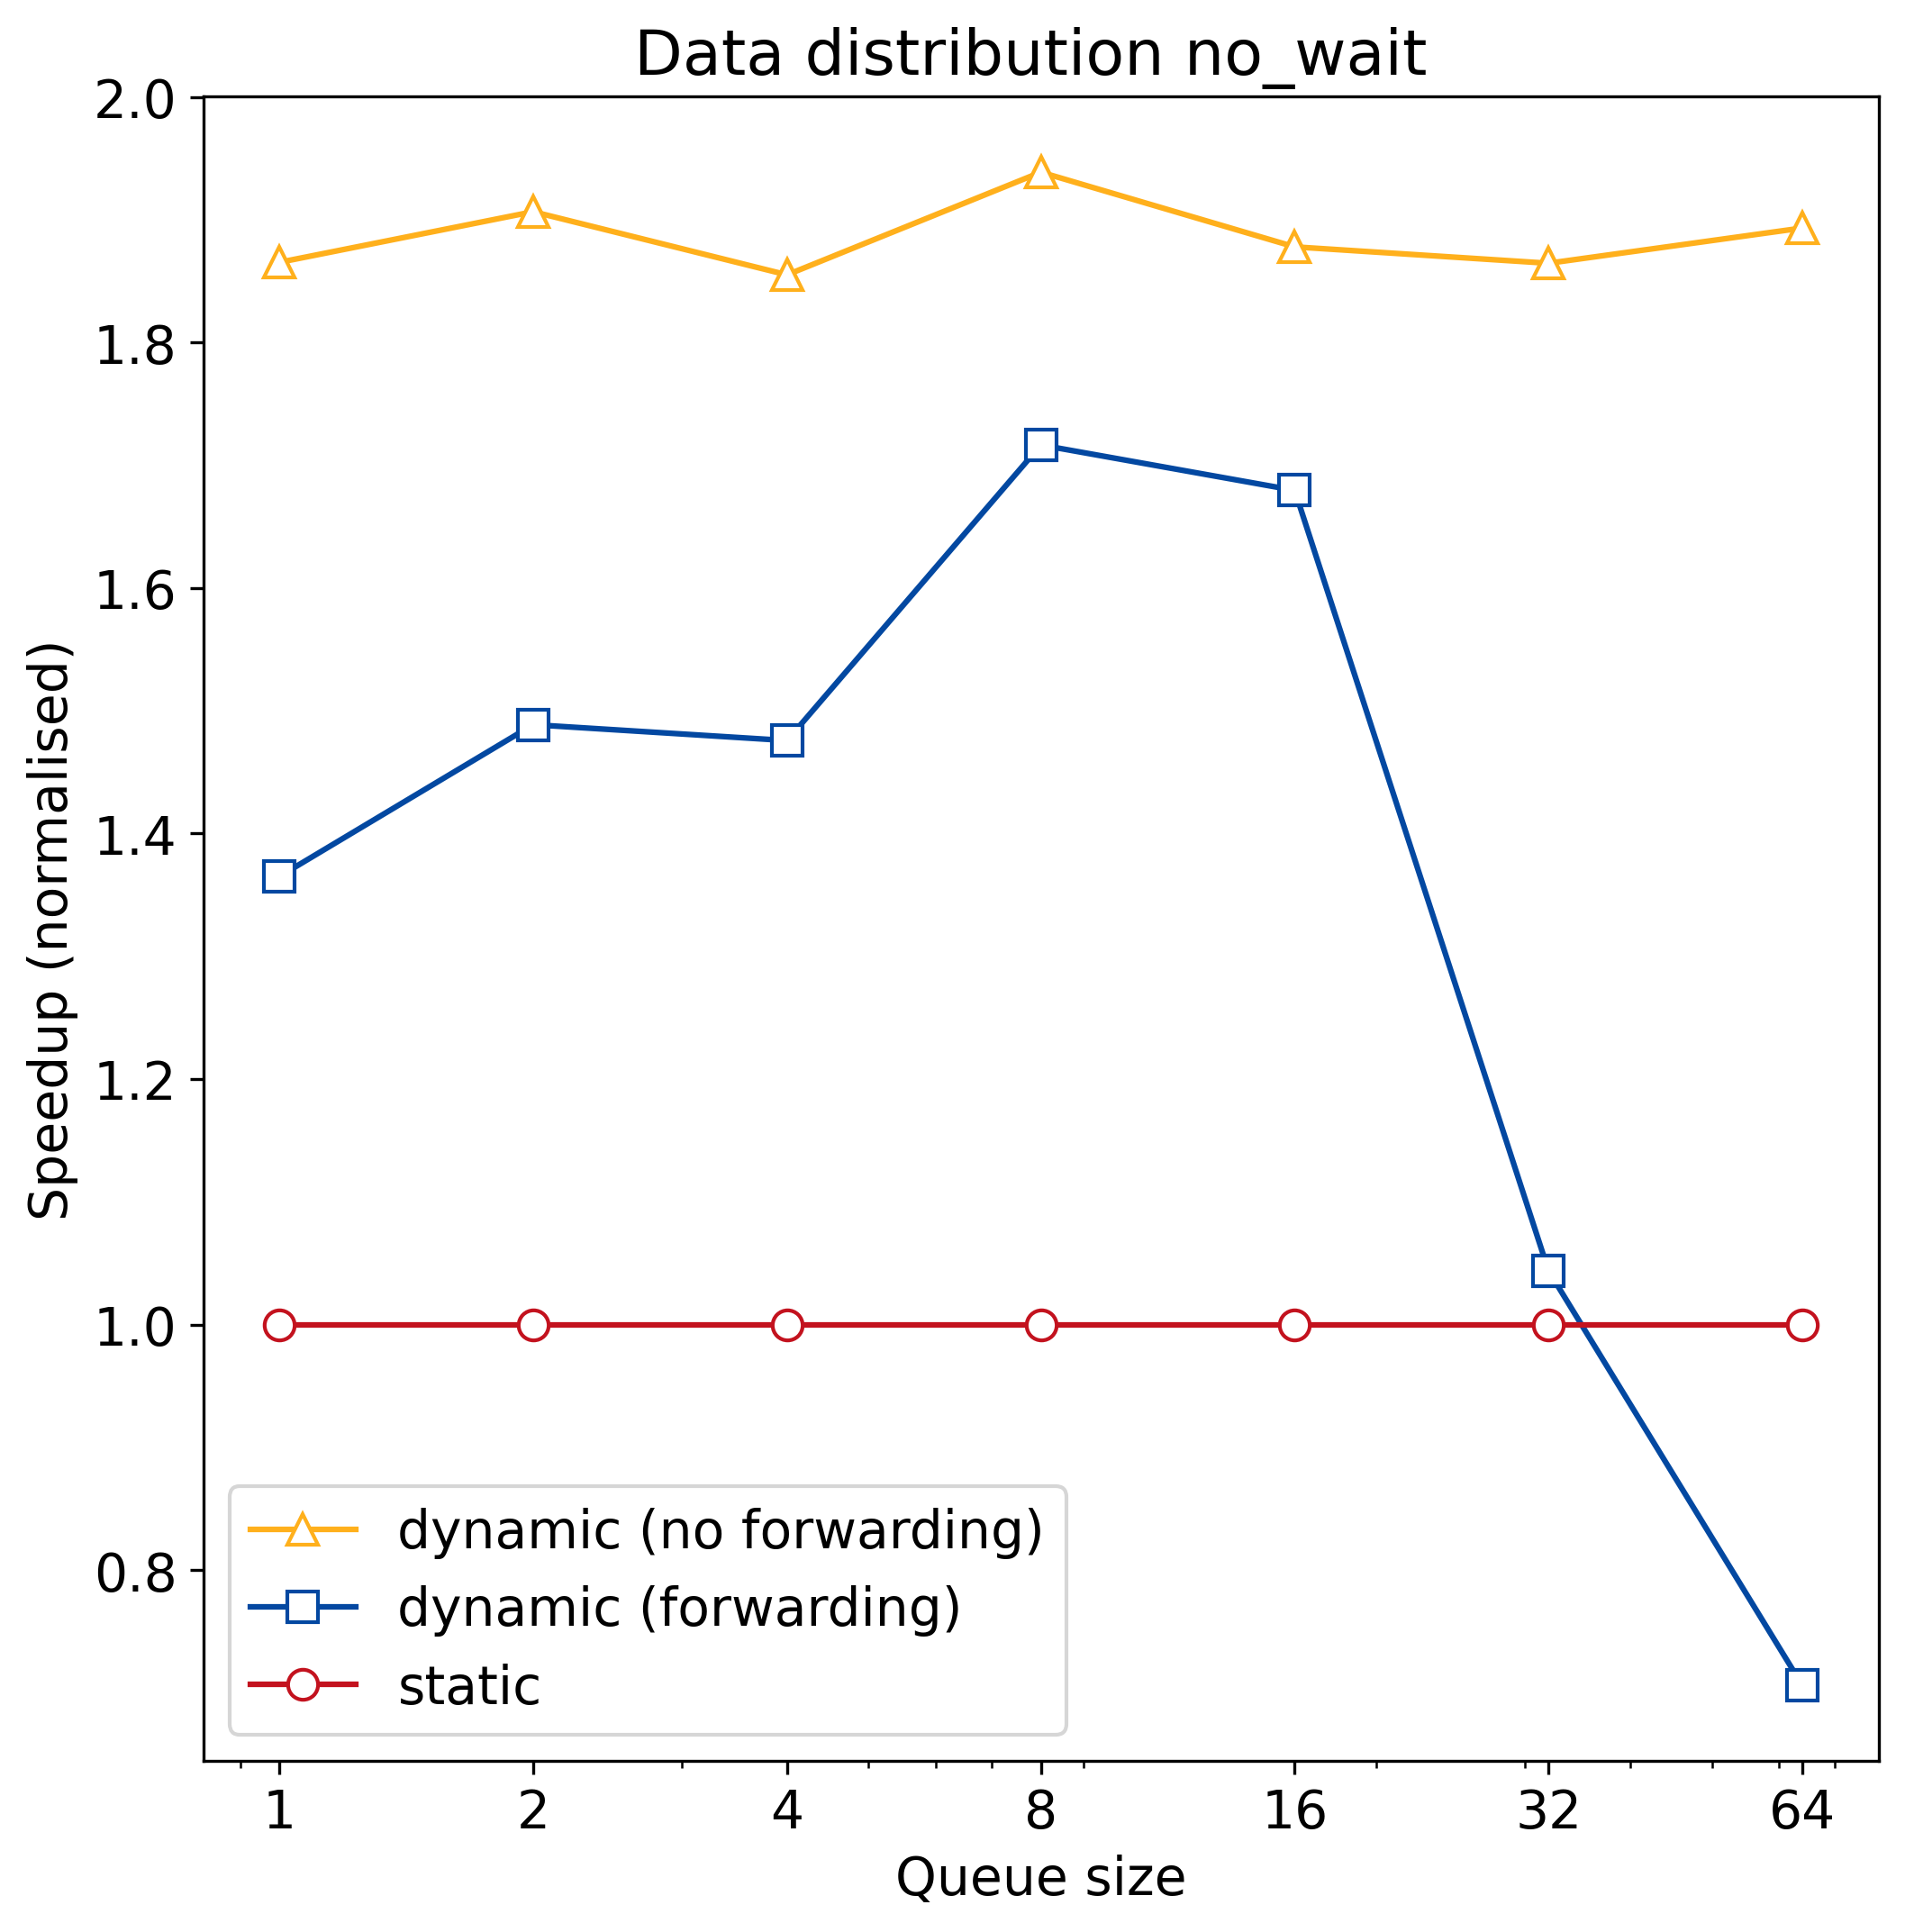 Data distribution no_wait
2.0
1.8
1.6
1.4
1.2
1.0
0.8
Speedup (normalised)
dynamic (no forwarding)
dynamic (forwarding)
static
1 2 4 8 16 32 64
Queue size